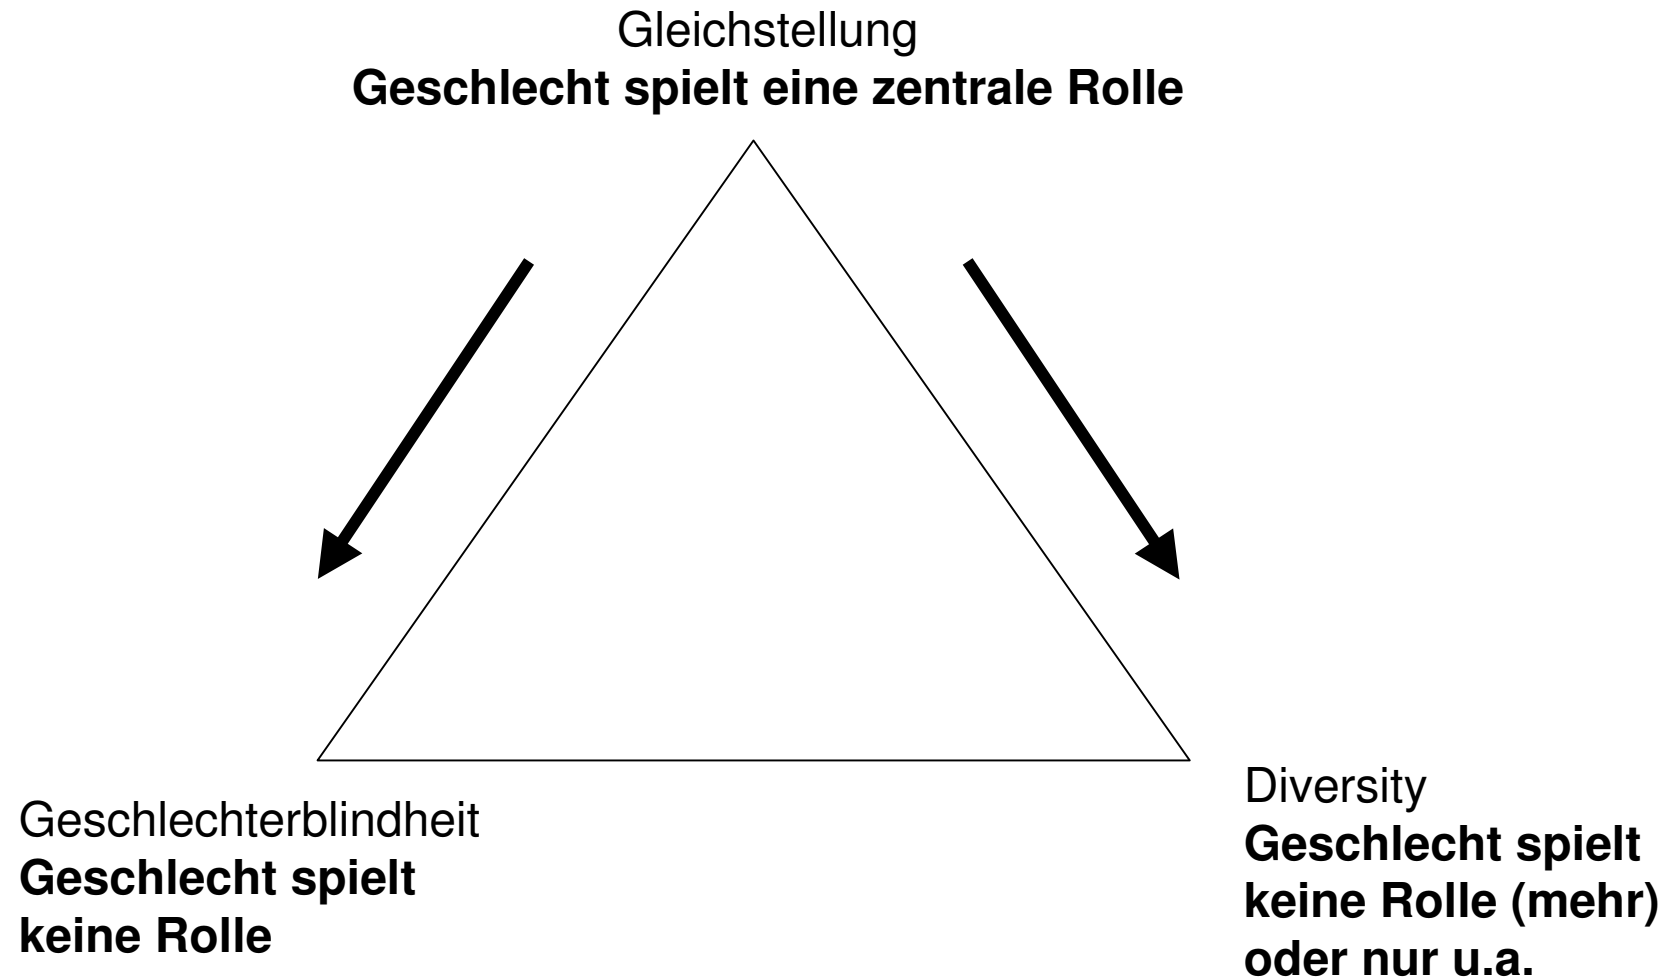 Gleichstellung
Geschlecht spielt eine zentrale Rolle
Geschlechterblindheit
Geschlecht spielt
keine Rolle
Diversity
Geschlecht spielt
keine Rolle (mehr)
oder nur u.a.